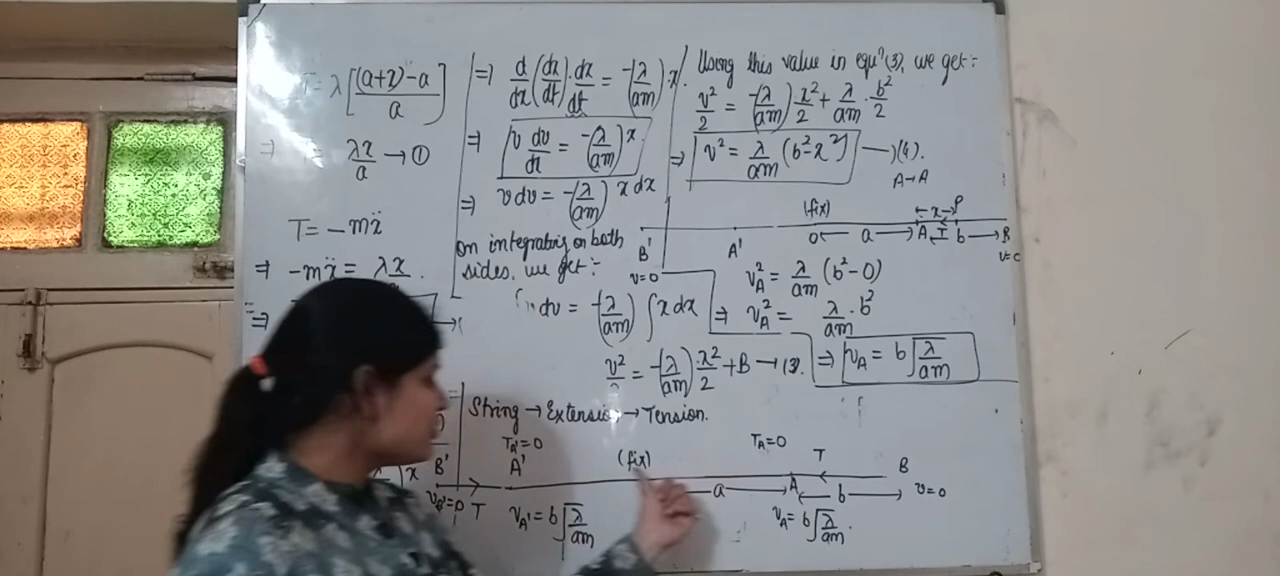 T = λ[((a+x)-a)/a]
⇒ T = λx/a → ①
T = -mẍ
⇒ -mẍ = λx
⇒
⇒ d/dx (dx/dt) · dx/dt = -(λ/am) x
⇒ v dv/dx = -(λ/am) x
⇒ v dv = -(λ/am) x dx
on integrating on both
sides, we get :-
dv = -(λ/am) ∫ x dx
v²/2 = -(λ/am) · x²/2 + B → (3).
Using this value in equⁿ (3), we get :-
v²/2 = -(λ/am) x²/2 + λ/am · b²/2
⇒ v² = λ/am (b²-x²) → (4).
A→A
(fix) ←x→ P
B' A' O ← a → A T b → B
v=0 v=0
v_A² = λ/am (b²-0)
⇒ v_A² = λ/am · b²
⇒ v_A = b√(λ/am)
String → Extension → Tension.
T_A' = 0 T_A = 0
B' A' (fix) T B
a → A ← b → v=0
v_B' = 0 T v_A' = b√(λ/am) v_A = b√(λ/am).